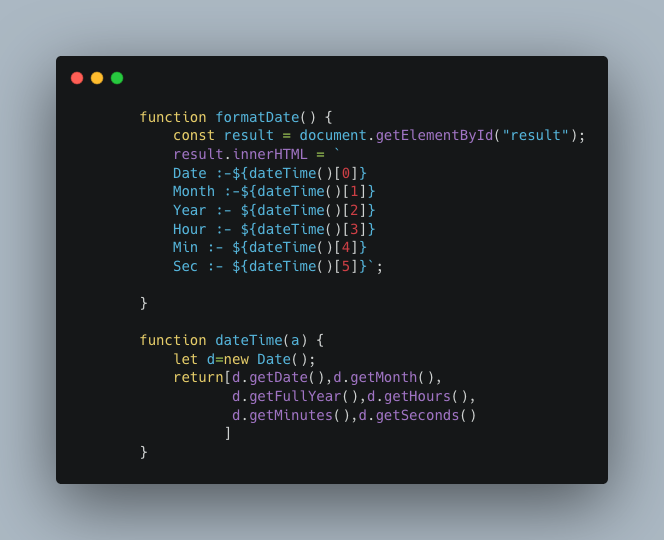 function formatDate() {
    const result = document.getElementById("result");
    result.innerHTML = `
    Date :-${dateTime()[0]}
    Month :-${dateTime()[1]}
    Year :- ${dateTime()[2]}
    Hour :- ${dateTime()[3]}
    Min :- ${dateTime()[4]}
    Sec :- ${dateTime()[5]}`;

}

function dateTime(a) {
    let d=new Date();
    return[d.getDate(),d.getMonth(),
           d.getFullYear(),d.getHours(),
           d.getMinutes(),d.getSeconds()
          ]
}